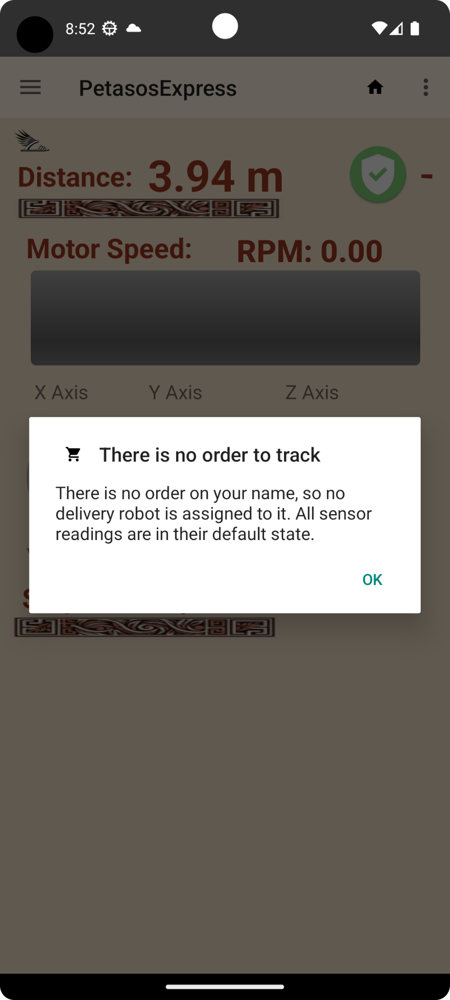 8:52
PetasosExpress
Distance: 3.94 m -
Motor Speed: RPM: 0.00
X Axis Y Axis Z Axis
There is no order to track
There is no order on your name, so no
delivery robot is assigned to it. All sensor
readings are in their default state.
OK